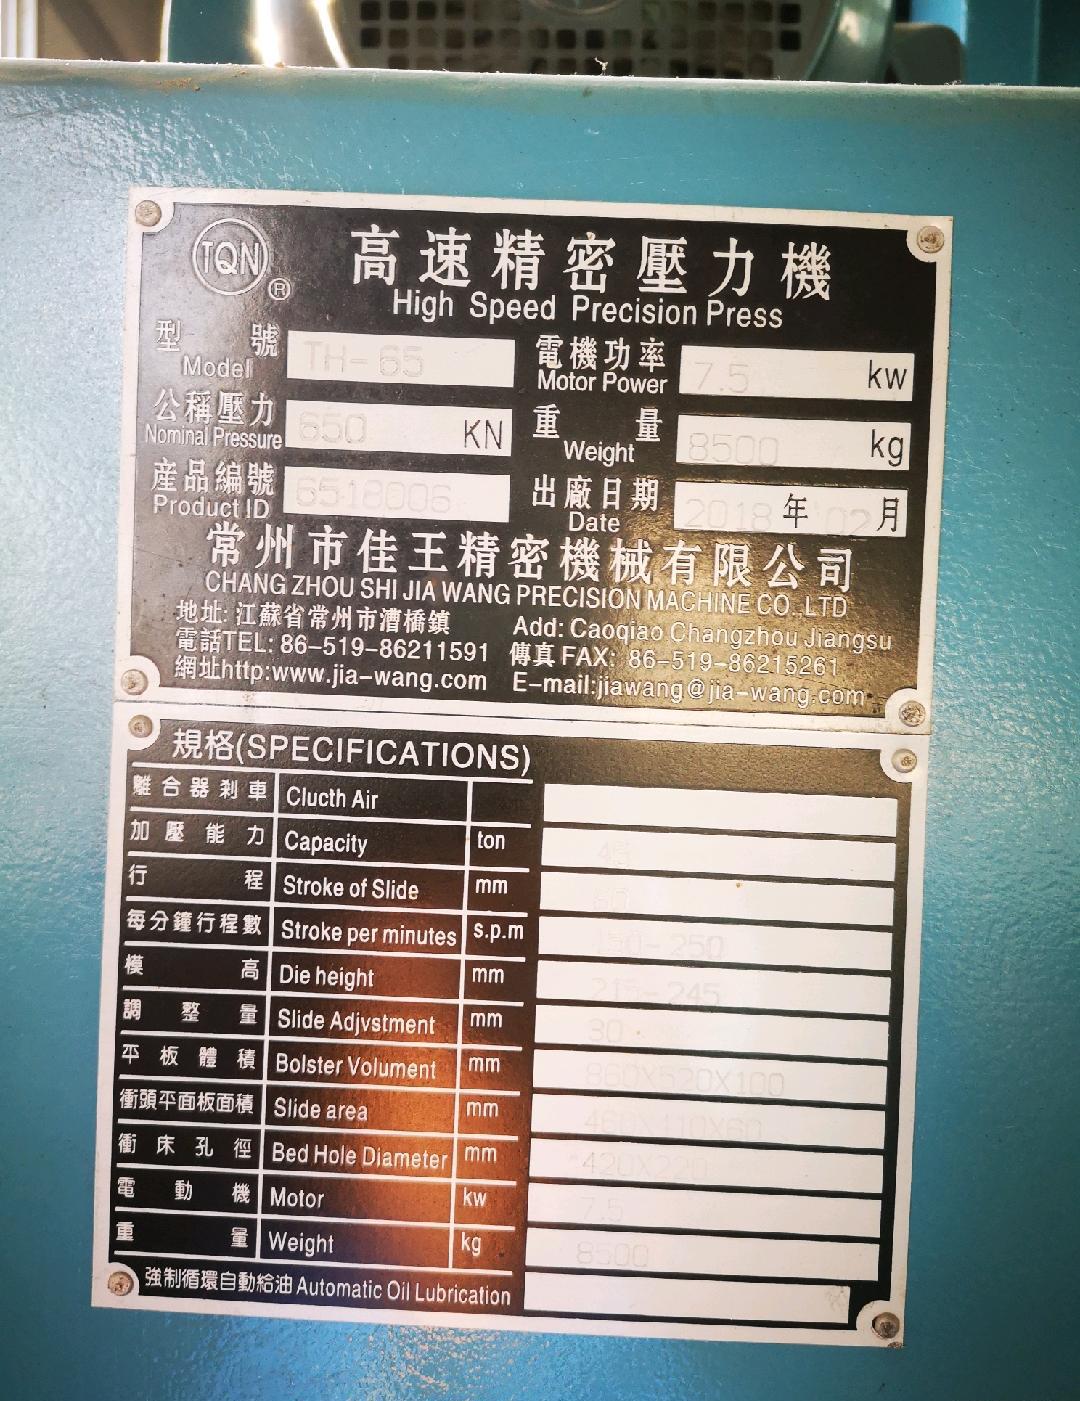 TQN ®
高速精密壓力機
High Speed Precision Press
型號 Model TH-65 電機功率 Motor Power 7.5 kw
公稱壓力 Nominal Pressure 650 KN 重量 Weight 8500 kg
産品編號 Product ID 6518006 出廠日期 Date 2018 年 02 月
常州市佳王精密機械有限公司
CHANG ZHOU SHI JIA WANG PRECISION MACHINE CO.,LTD
地址: 江蘇省常州市漕橋鎮 Add: Caoqiao Changzhou Jiangsu
電話TEL: 86-519-86211591 傳真FAX: 86-519-86215261
網址http:www.jia-wang.com E-mail:jiawang@jia-wang.com
規格(SPECIFICATIONS)
離合器刹車 Clucth Air
加壓能力 Capacity ton
行程 Stroke of Slide mm 60
每分鐘行程數 Stroke per minutes s.p.m 150-250
模高 Die height mm 215-245
調整量 Slide Adjvstment mm 30
平板體積 Bolster Volument mm 860X520X100
衝頭平面板面積 Slide area mm 460X410X60
衝床孔徑 Bed Hole Diameter mm 420X220
電動機 Motor kw 7.5
重量 Weight kg 8500
強制循環自動給油 Automatic Oil Lubrication